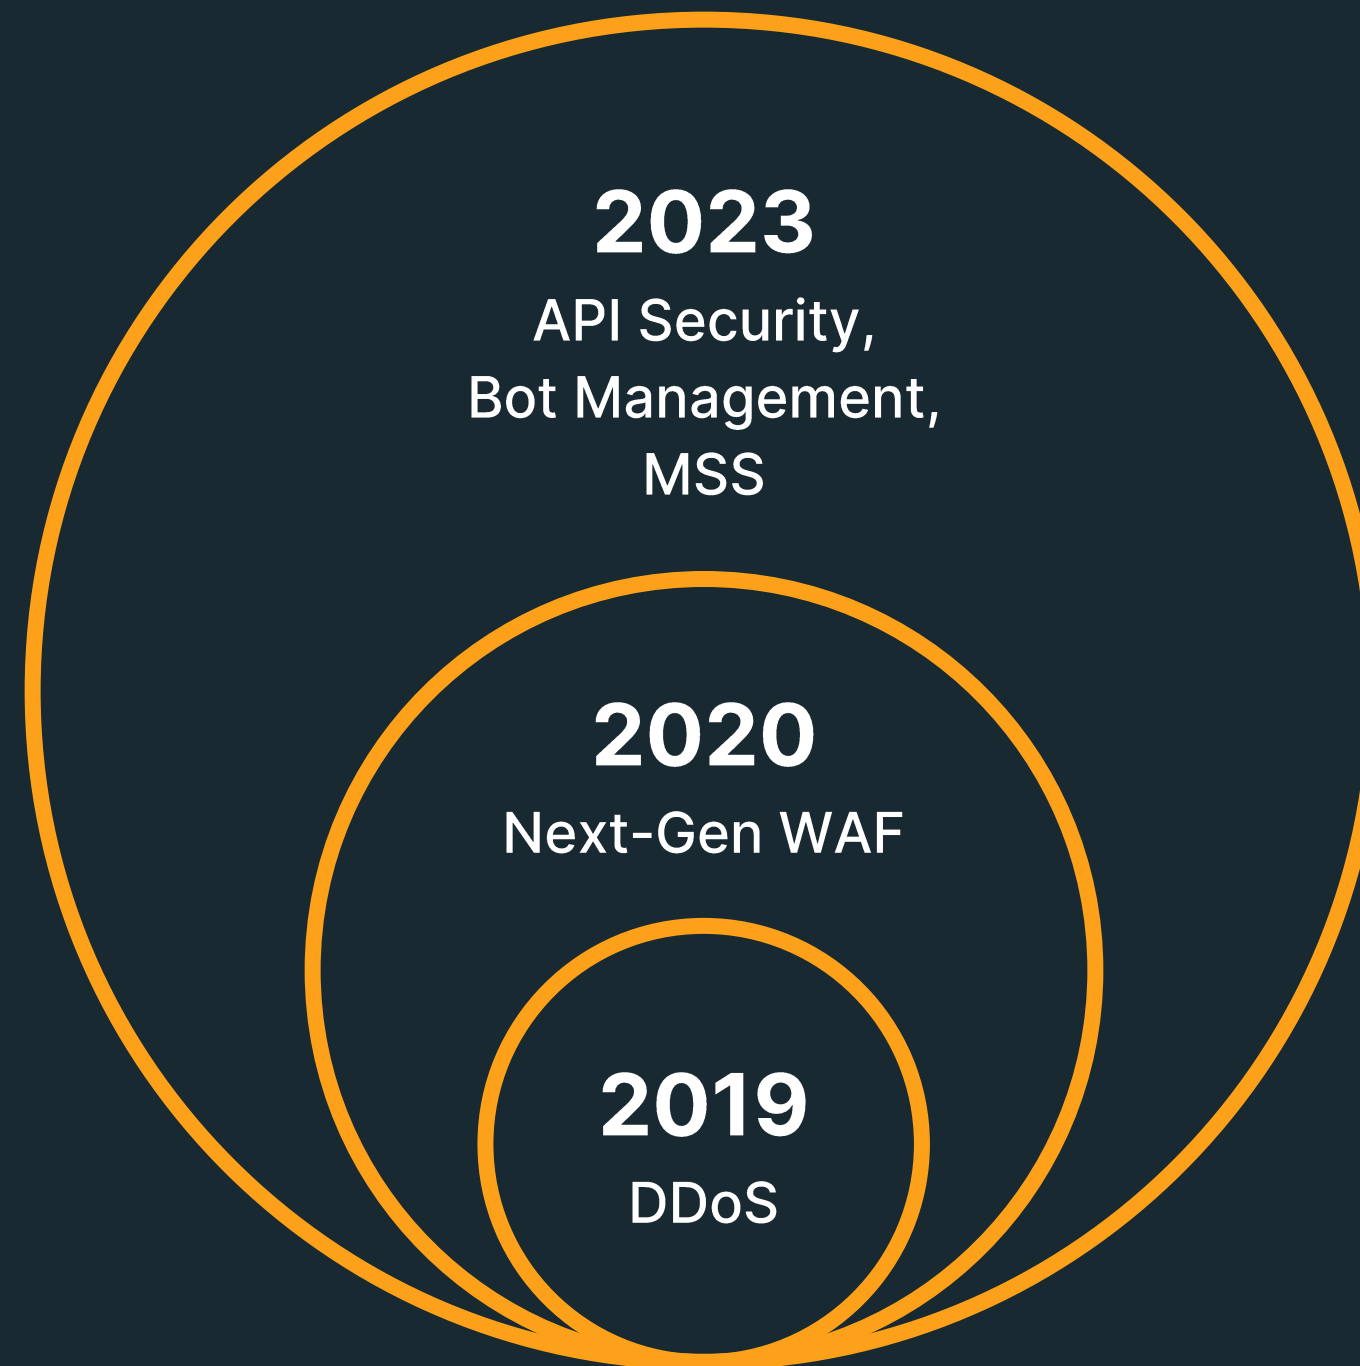 2023
API Security,
Bot Management,
MSS
2020
Next-Gen WAF
2019
DDoS